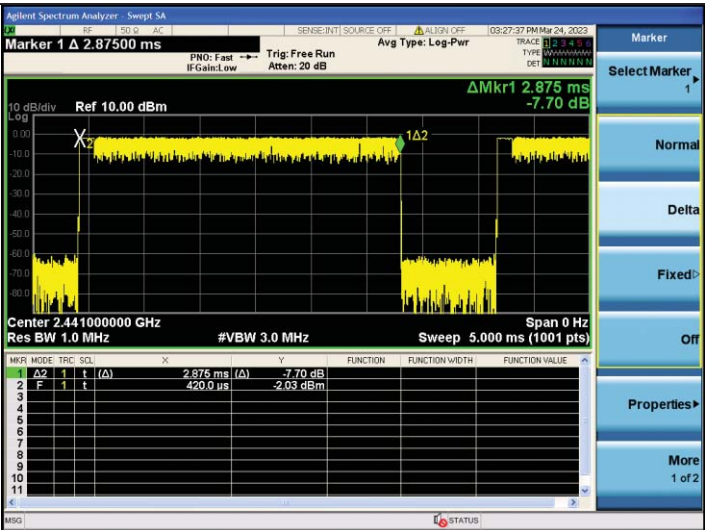 Agilent Spectrum Analyzer - Swept SA
RF 50 Ω AC SENSE:INT SOURCE OFF ALIGN OFF 03:27:37 PM Mar 24, 2023
Marker 1 Δ 2.87500 ms
PNO: Fast
IFGain:Low
Trig: Free Run
Atten: 20 dB
Avg Type: Log-Pwr
TRACE 1 2 3 4 5 6
TYPE
DET N N N N N N
ΔMkr1 2.875 ms
-7.70 dB
10 dB/div Ref 10.00 dBm
Log
0.00
-10.0
-20.0
-30.0
-40.0
-50.0
-60.0
-70.0
-80.0
X2
1Δ2
Center 2.441000000 GHz Span 0 Hz
Res BW 1.0 MHz #VBW 3.0 MHz Sweep 5.000 ms (1001 pts)
MKR MODE TRC SCL X Y FUNCTION FUNCTION WIDTH FUNCTION VALUE
1 Δ2 1 t (Δ) 2.875 ms (Δ) -7.70 dB
2 F 1 t 420.0 µs -2.03 dBm
3
4
5
6
7
8
9
10
11
MSG STATUS
Marker
Select Marker
1
Normal
Delta
Fixed
Off
Properties
More
1 of 2